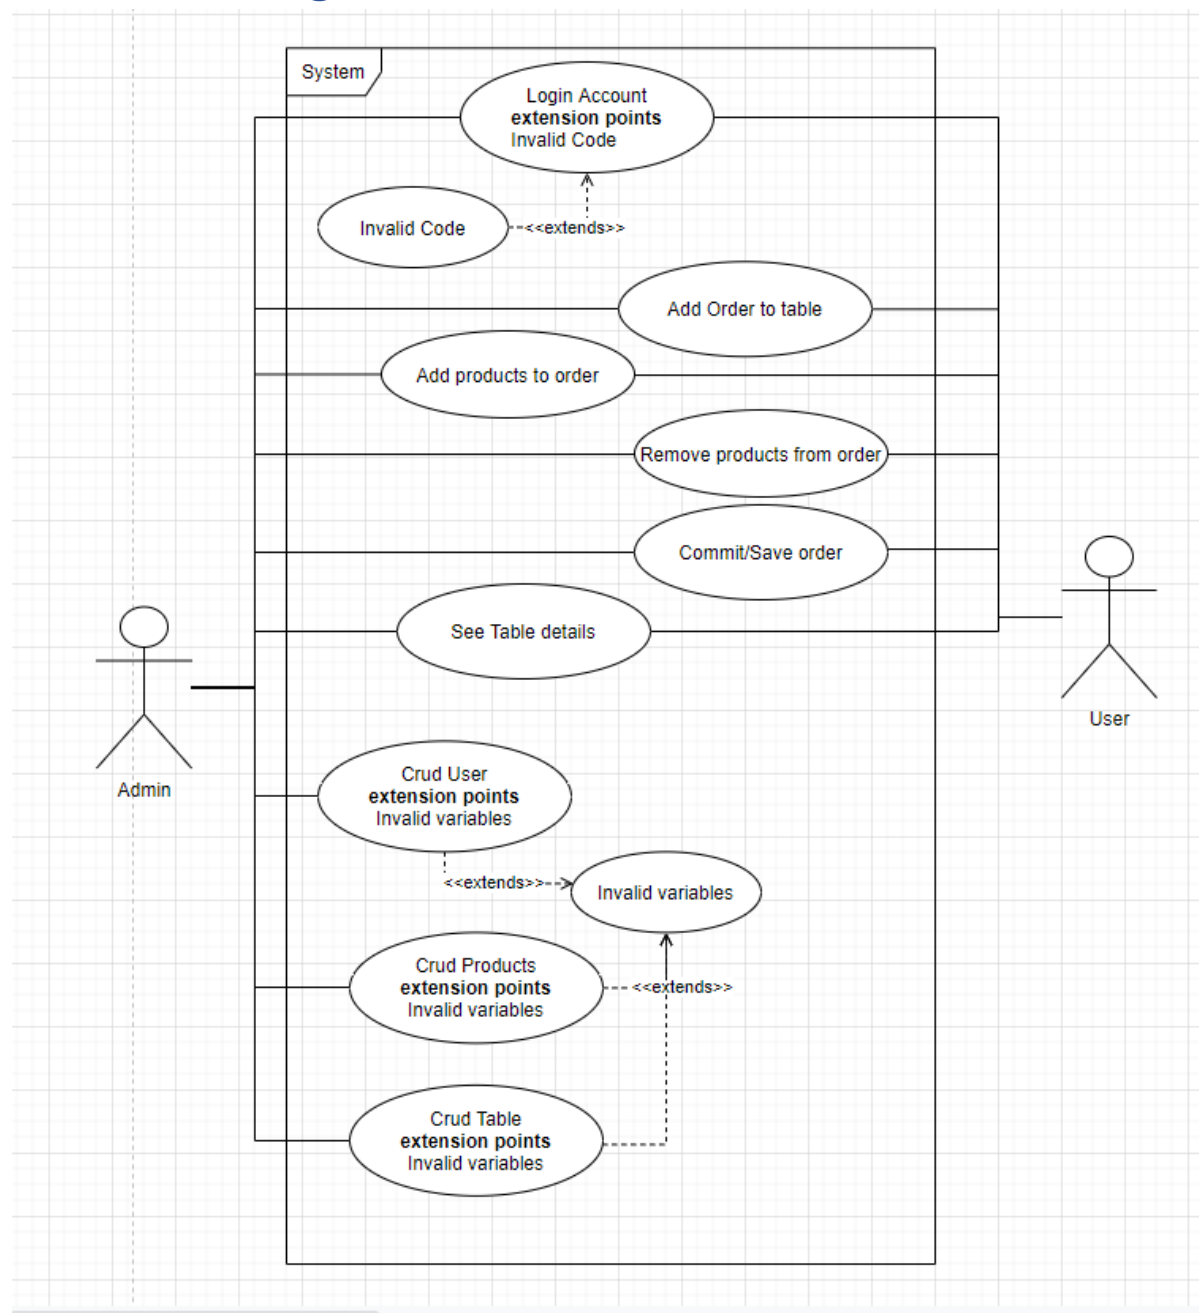 System
Login Account
extension points
Invalid Code
Invalid Code
<<extends>>
Add Order to table
Add products to order
Remove products from order
Commit/Save order
See Table details
User
Admin
Crud User
extension points
Invalid variables
<<extends>>
Invalid variables
Crud Products
extension points
Invalid variables
<<extends>>
Crud Table
extension points
Invalid variables